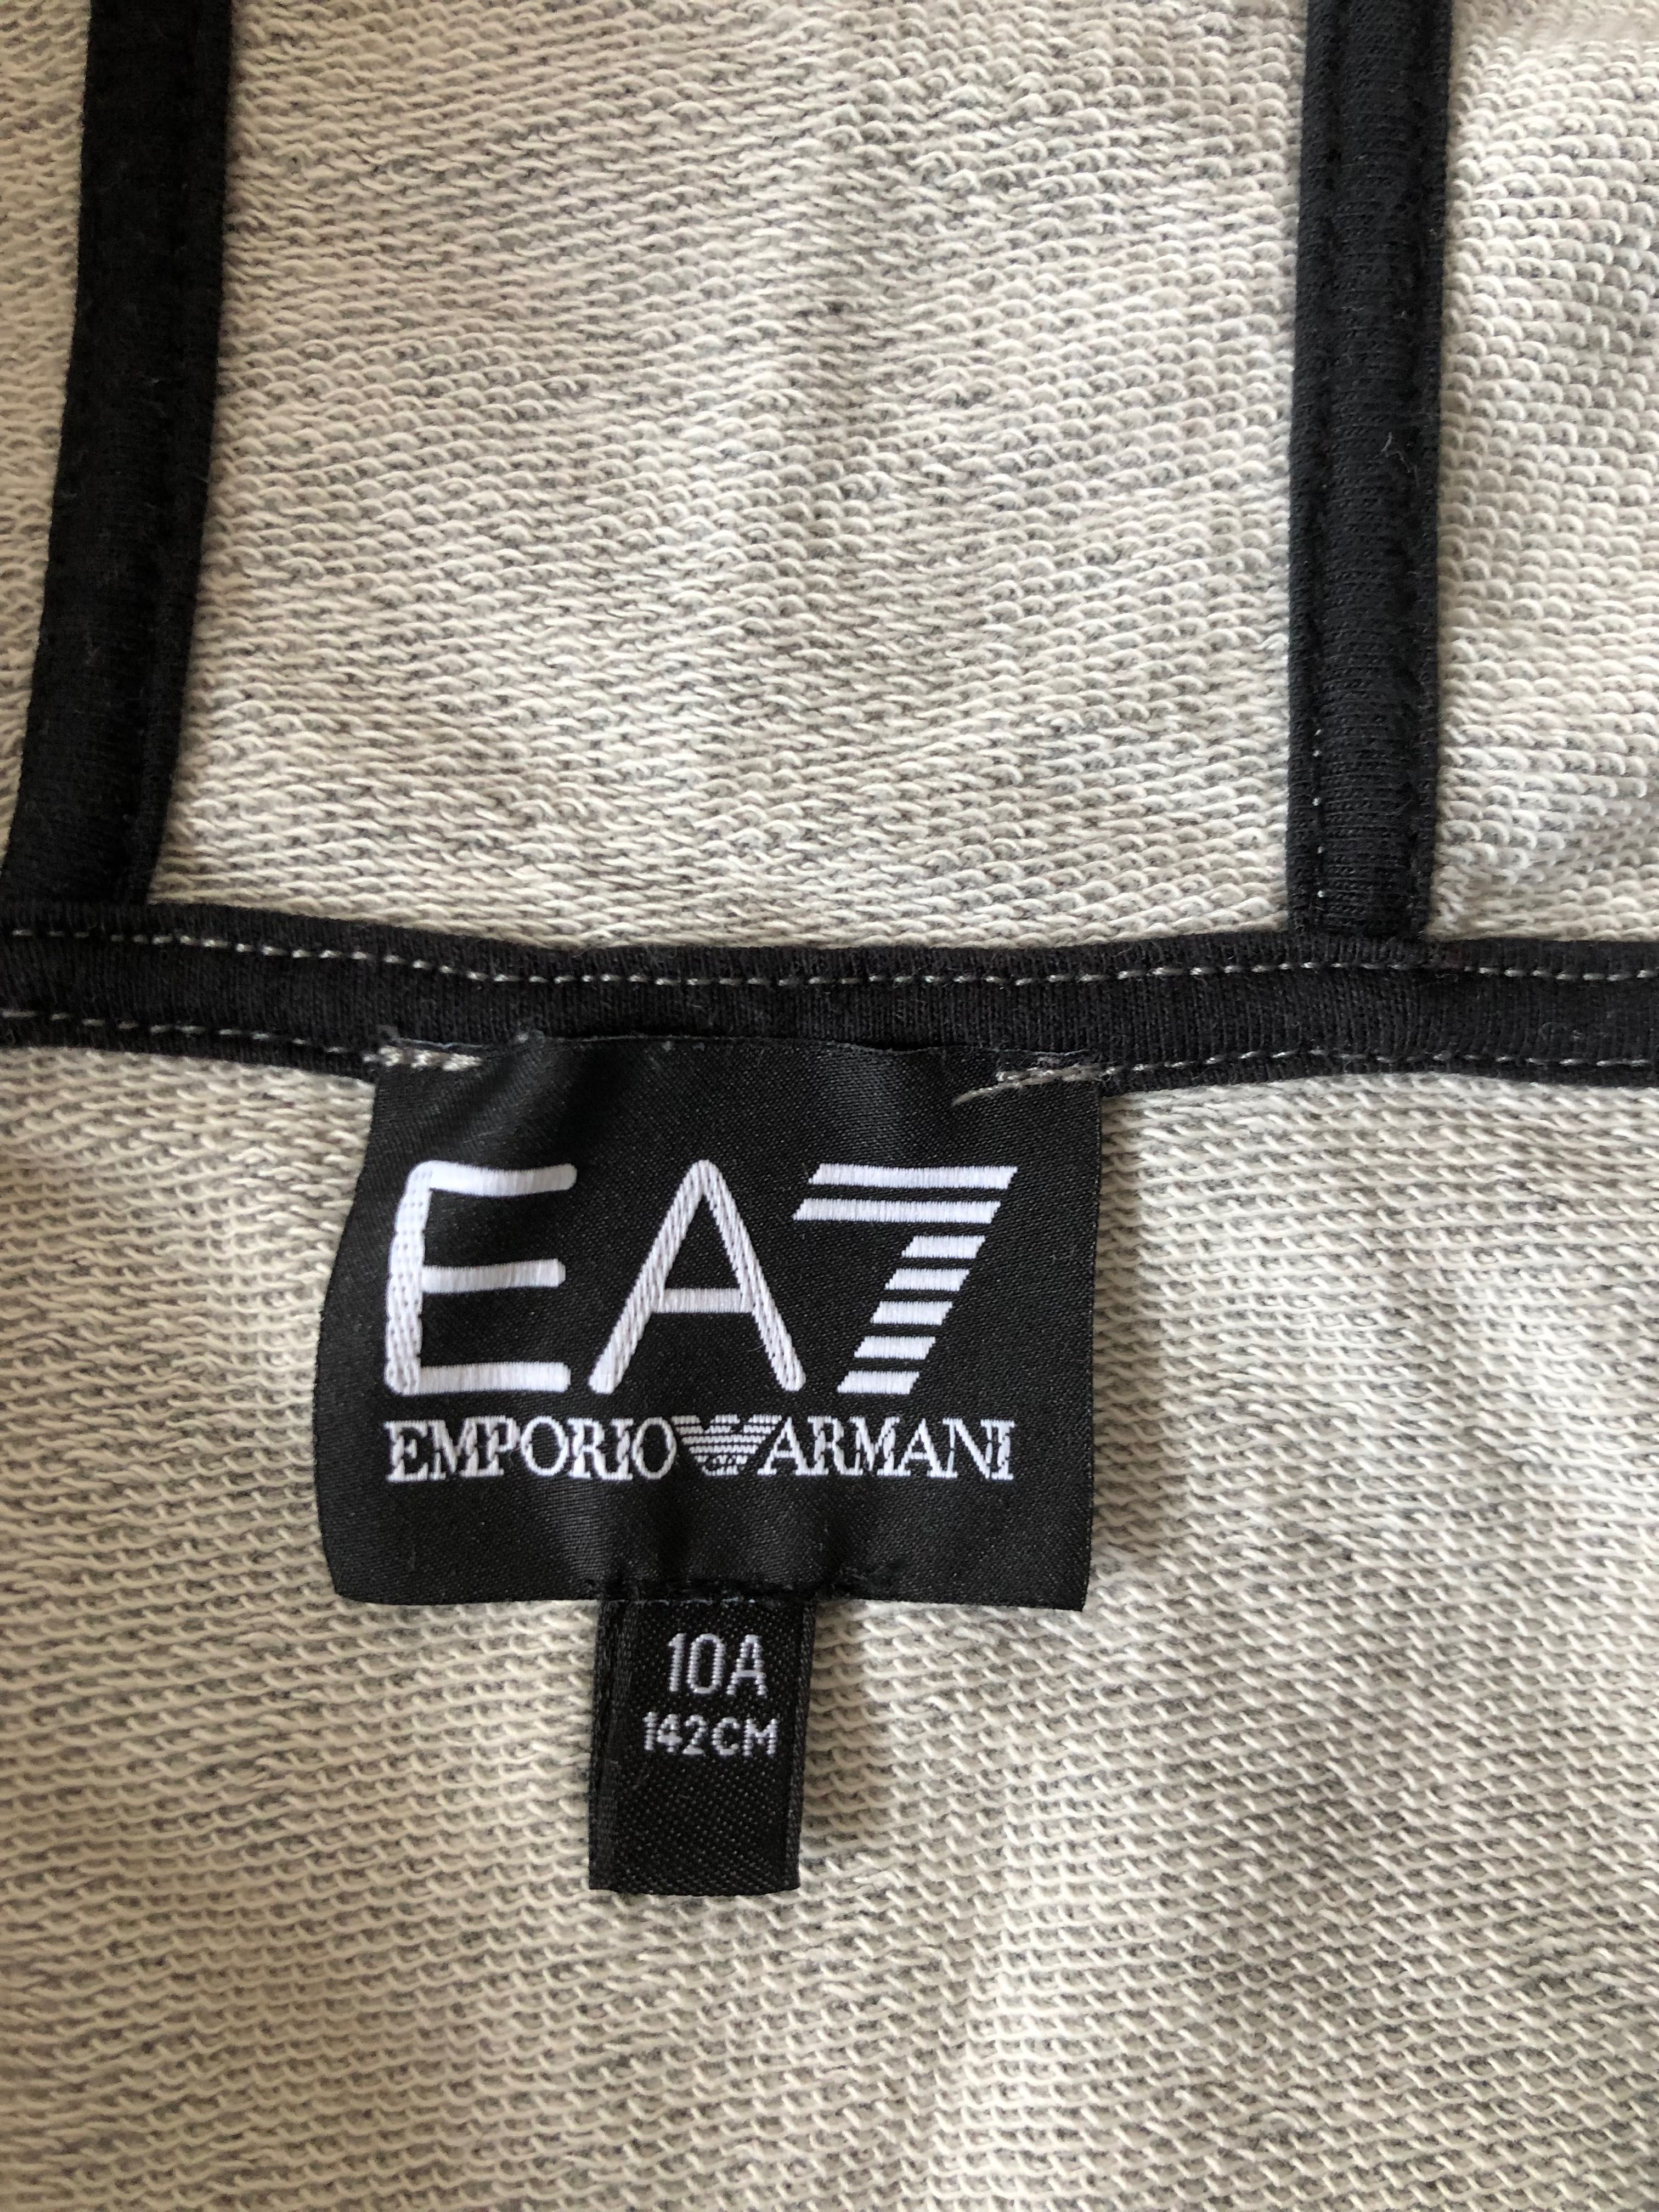 EA7
EMPORIO ARMANI
10A
142CM